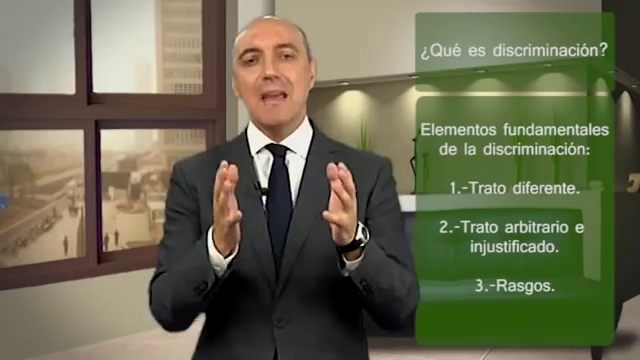 ¿Qué es discriminación?
Elementos fundamentales
de la discriminación:
1.-Trato diferente.
2.-Trato arbitrario e
injustificado.
3.-Rasgos.